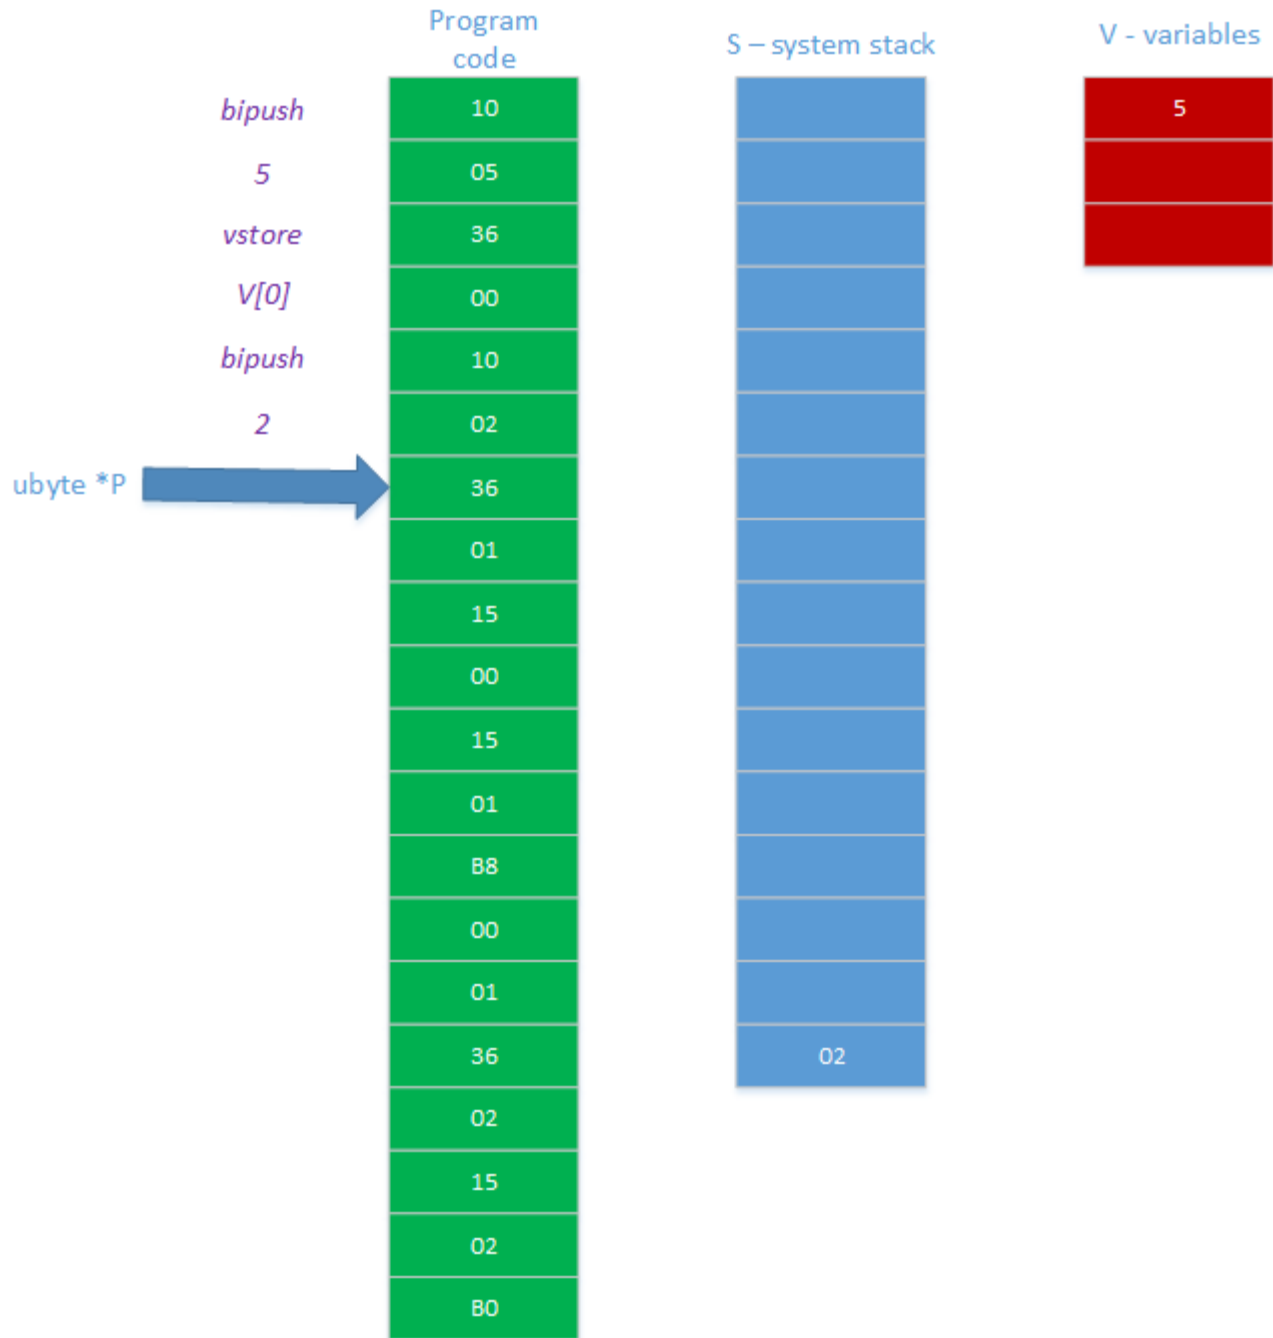 Program
code
S – system stack
V - variables
bipush
10
5
5
05
vstore
36
V[0]
00
bipush
10
2
02
ubyte *P
36
01
15
00
15
01
B8
00
01
36
02
02
15
02
B0